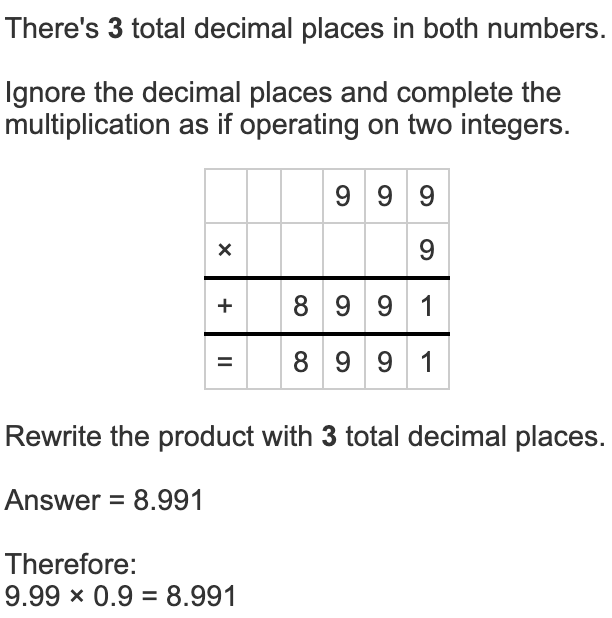 There's 3 total decimal places in both numbers.
Ignore the decimal places and complete the
multiplication as if operating on two integers.
9 9 9
× 9
+ 8 9 9 1
= 8 9 9 1
Rewrite the product with 3 total decimal places.
Answer = 8.991
Therefore:
9.99 × 0.9 = 8.991